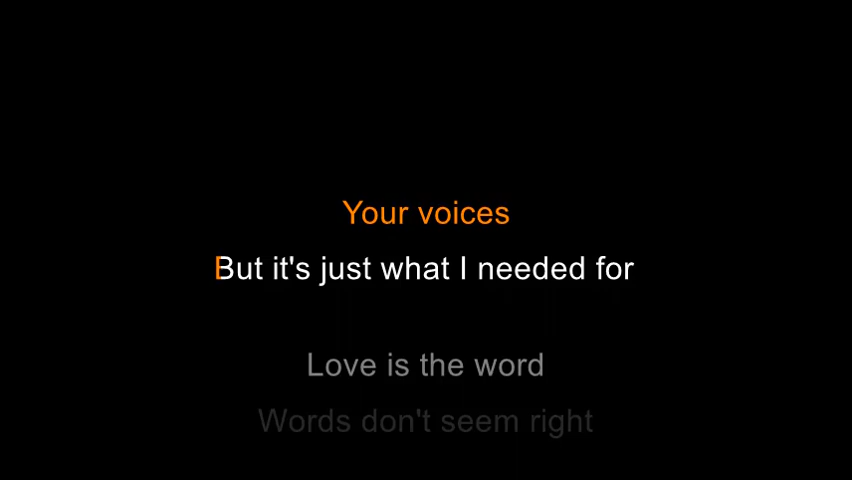 Your voices
But it's just what I needed for
Love is the word
Words don't seem right